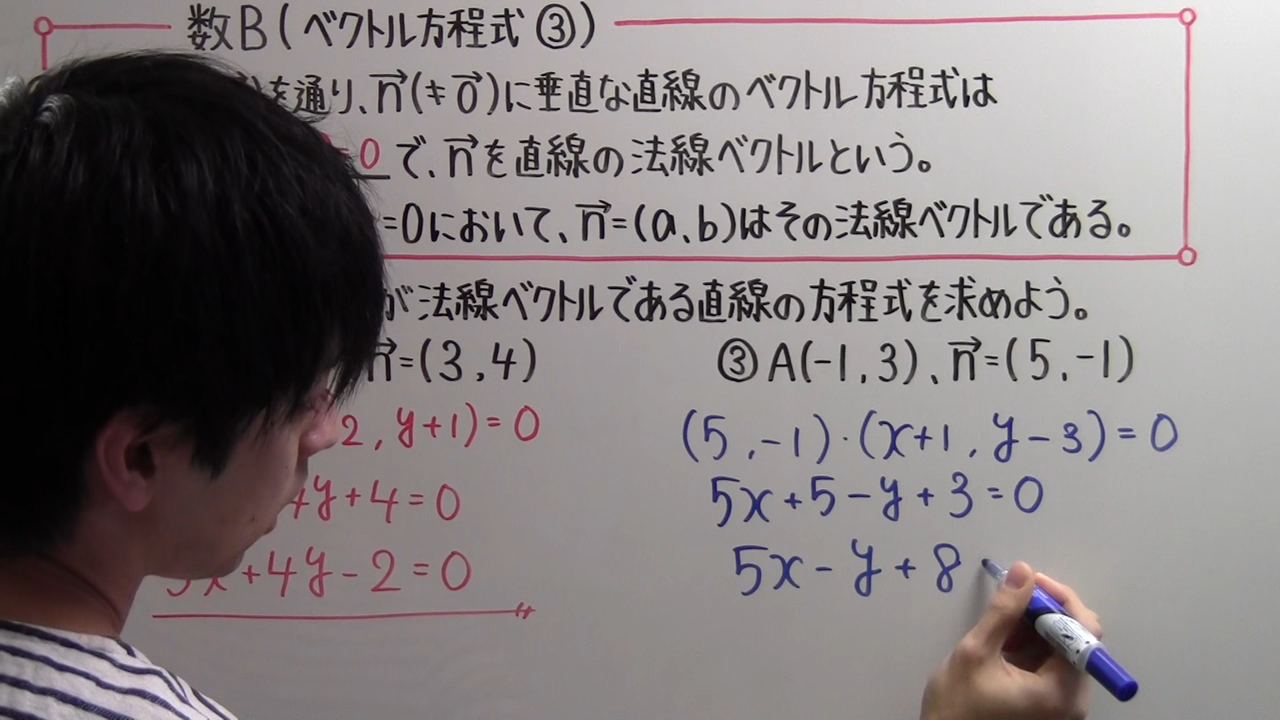 数B(ベクトル方程式 ③)
を通り、n→(≠0→)に垂直な直線のベクトル方程式は
=0 で、n→を直線の法線ベクトルという。
=0において、n→=(a、b)はその法線ベクトルである。
が法線ベクトルである直線の方程式を求めよう。
n→=(3,4)
2,y+1)=0
+y+4=0
3x+4y-2=0
③A(-1,3)、n→=(5,-1)
(5,-1)・(x+1,y-3)=0
5x+5-y+3=0
5x-y+8